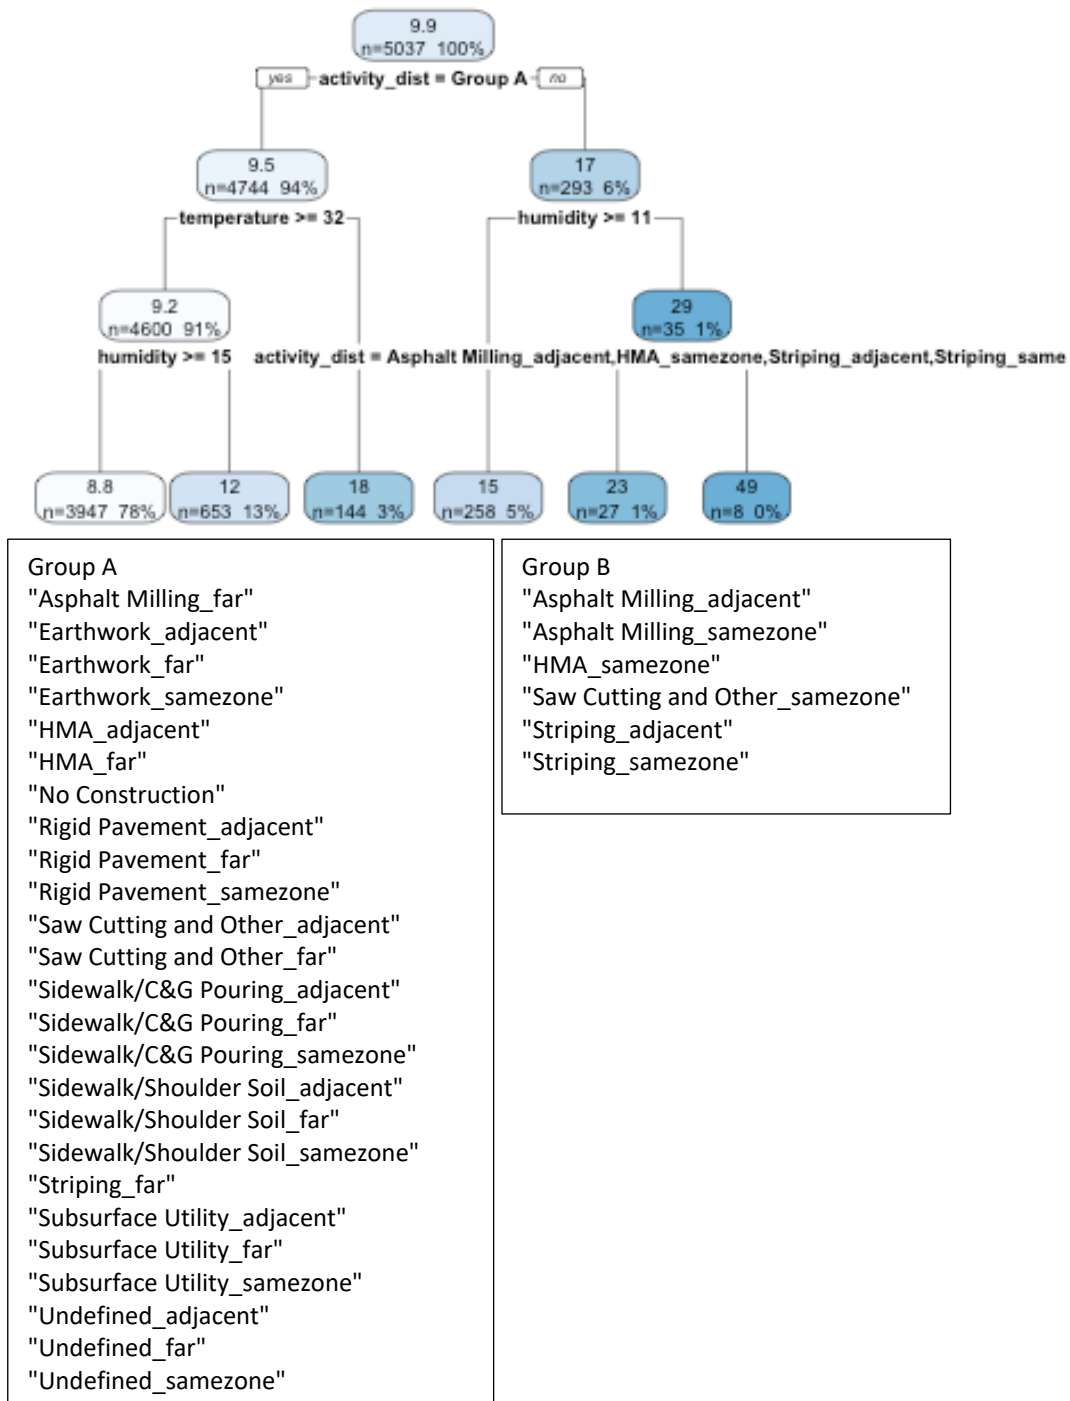 9.9
n=5037 100%
yes activity_dist = Group A no
9.5
n=4744 94%
17
n=293 6%
temperature >= 32
humidity >= 11
9.2
n=4600 91%
29
n=35 1%
humidity >= 15
activity_dist = Asphalt Milling_adjacent,HMA_samezone,Striping_adjacent,Striping_same
8.8
n=3947 78%
12
n=653 13%
18
n=144 3%
15
n=258 5%
23
n=27 1%
49
n=8 0%
Group A
"Asphalt Milling_far"
"Earthwork_adjacent"
"Earthwork_far"
"Earthwork_samezone"
"HMA_adjacent"
"HMA_far"
"No Construction"
"Rigid Pavement_adjacent"
"Rigid Pavement_far"
"Rigid Pavement_samezone"
"Saw Cutting and Other_adjacent"
"Saw Cutting and Other_far"
"Sidewalk/C&G Pouring_adjacent"
"Sidewalk/C&G Pouring_far"
"Sidewalk/C&G Pouring_samezone"
"Sidewalk/Shoulder Soil_adjacent"
"Sidewalk/Shoulder Soil_far"
"Sidewalk/Shoulder Soil_samezone"
"Striping_far"
"Subsurface Utility_adjacent"
"Subsurface Utility_far"
"Subsurface Utility_samezone"
"Undefined_adjacent"
"Undefined_far"
"Undefined_samezone"
Group B
"Asphalt Milling_adjacent"
"Asphalt Milling_samezone"
"HMA_samezone"
"Saw Cutting and Other_samezone"
"Striping_adjacent"
"Striping_samezone"